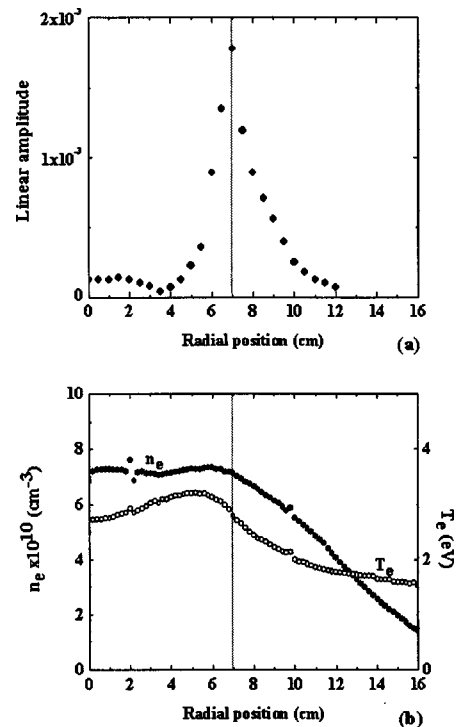 2x10⁻³
1x10⁻³
0
Linear amplitude
0 2 4 6 8 10 12 14 16
Radial position (cm)
(a)
10
8
6
4
2
0
nₑ x10¹⁰ (cm⁻³)
nₑ
Tₑ
4
2
0
Tₑ (eV)
0 2 4 6 8 10 12 14 16
Radial position (cm)
(b)